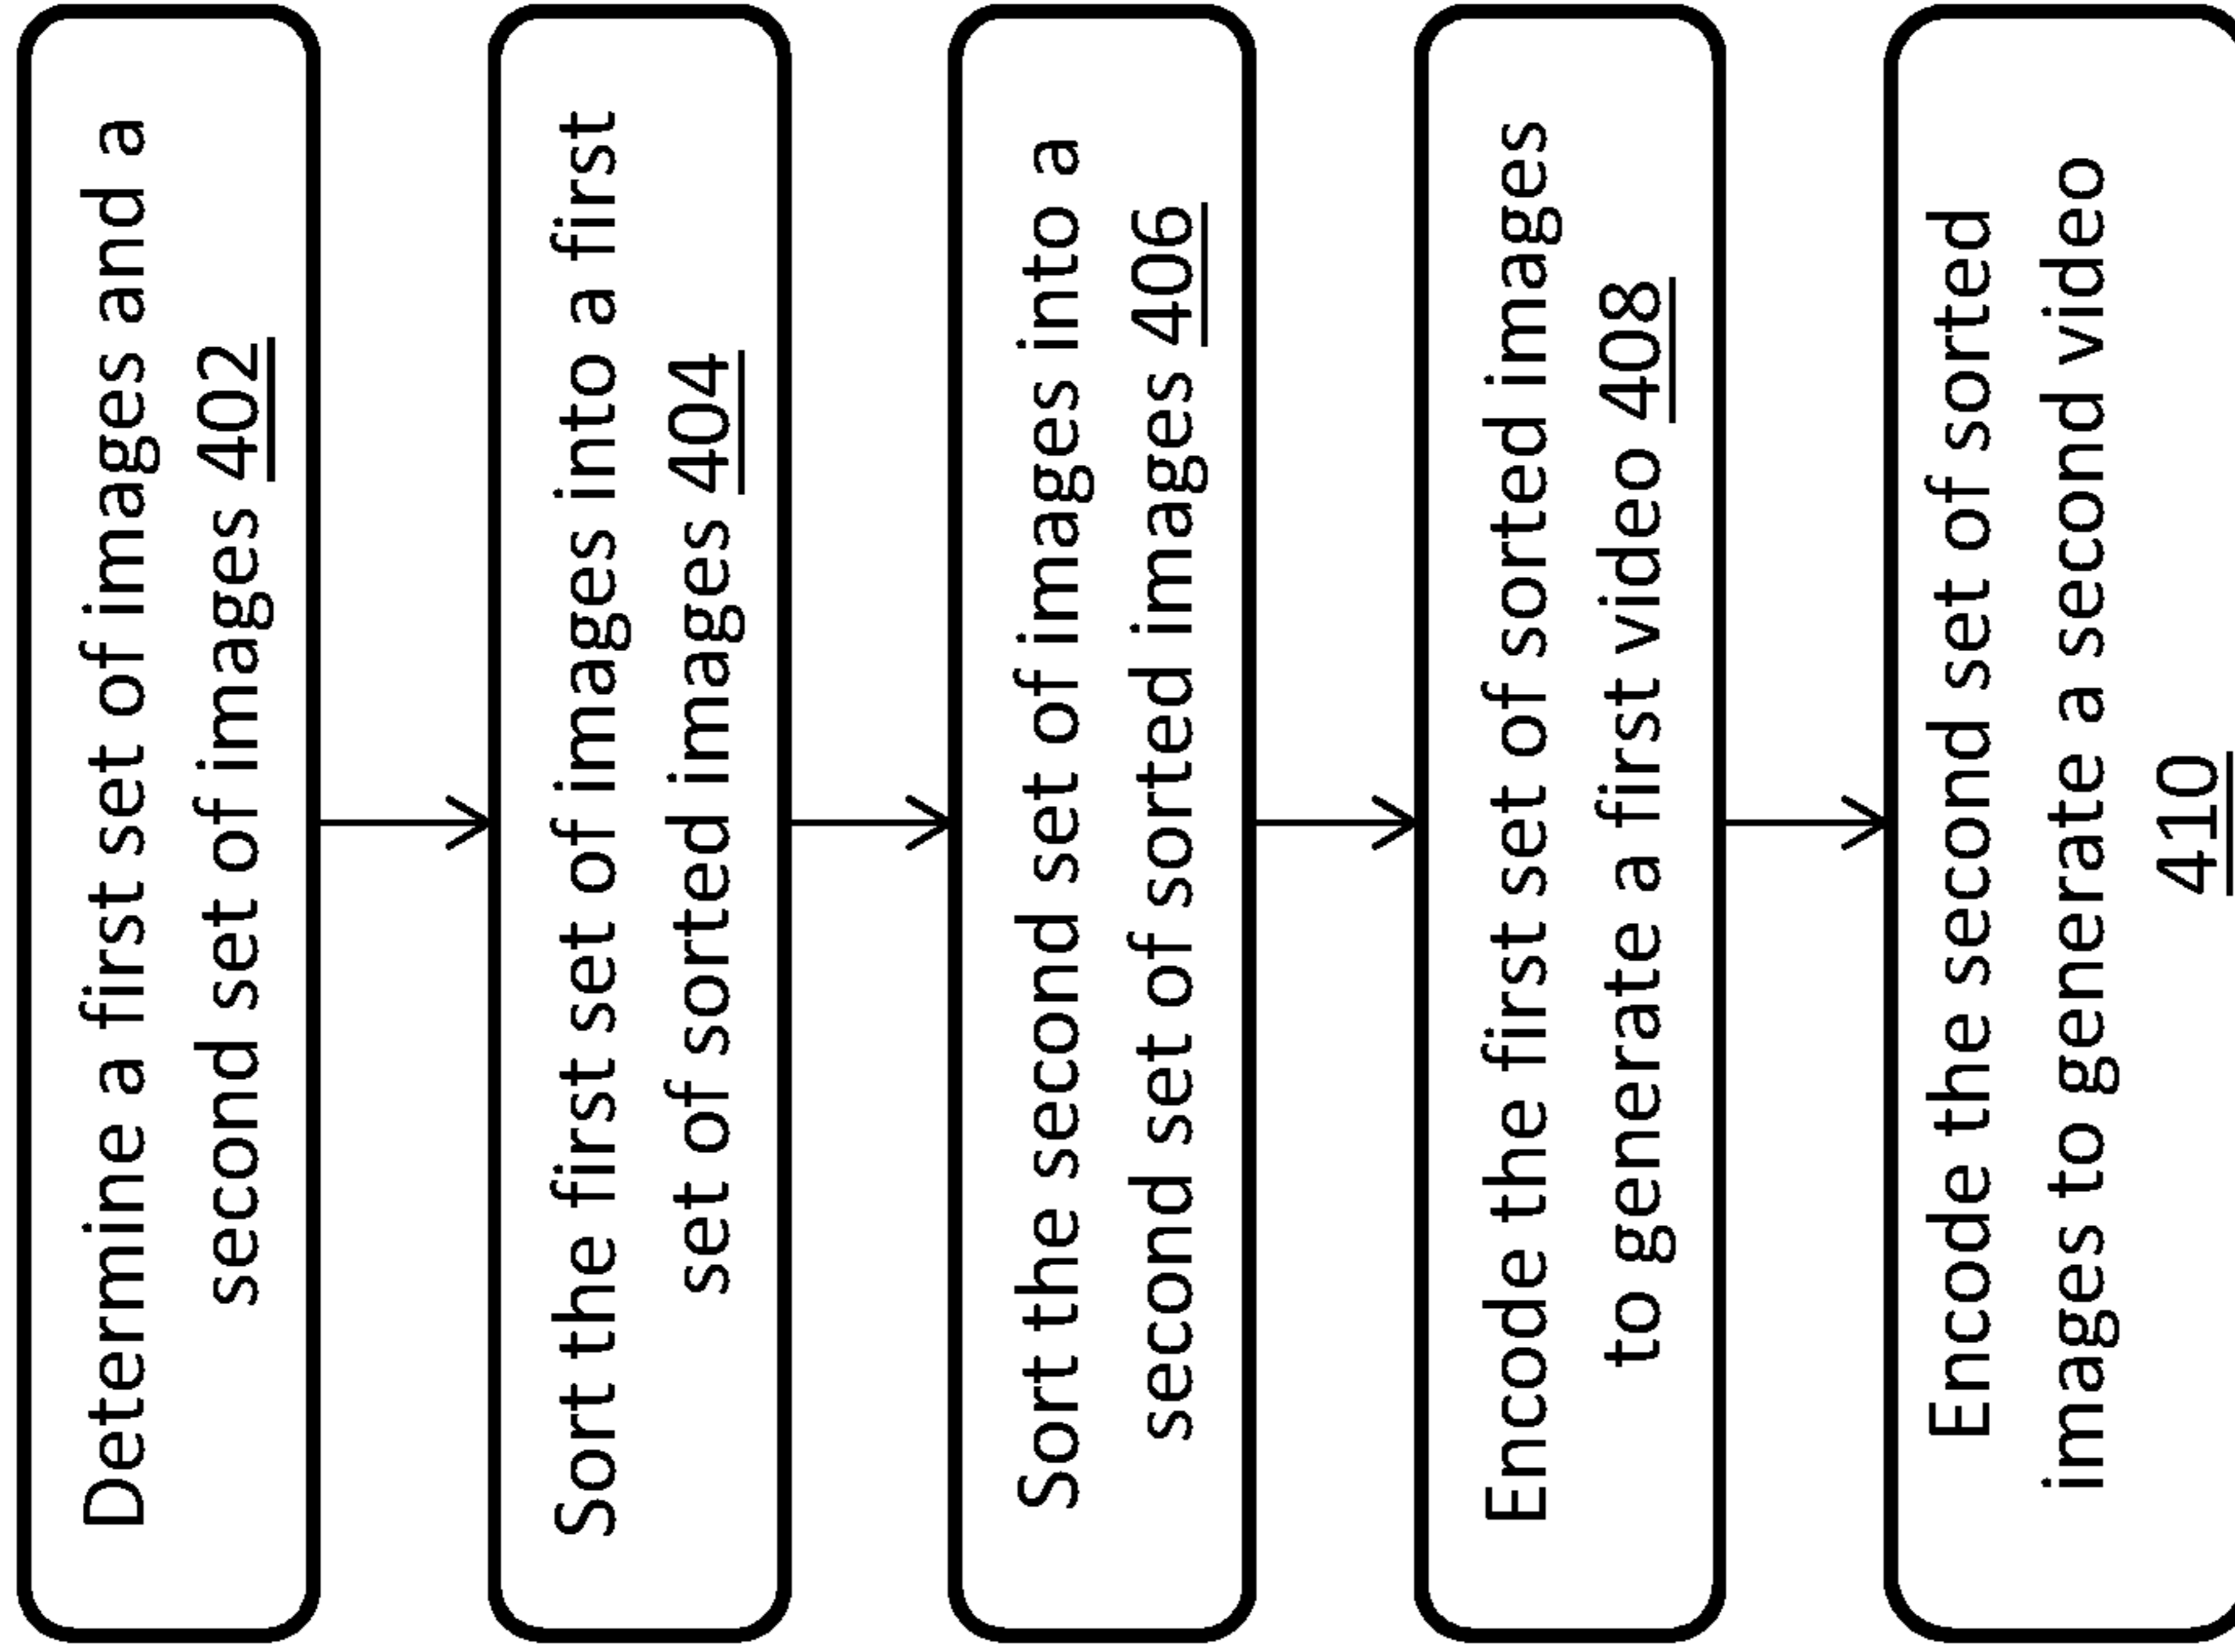 Determine a first set of images and a
second set of images 402
Sort the first set of images into a first
set of sorted images 404
Sort the second set of images into a
second set of sorted images 406
Encode the first set of sorted images
to generate a first video 408
Encode the second set of sorted
images to generate a second video
410